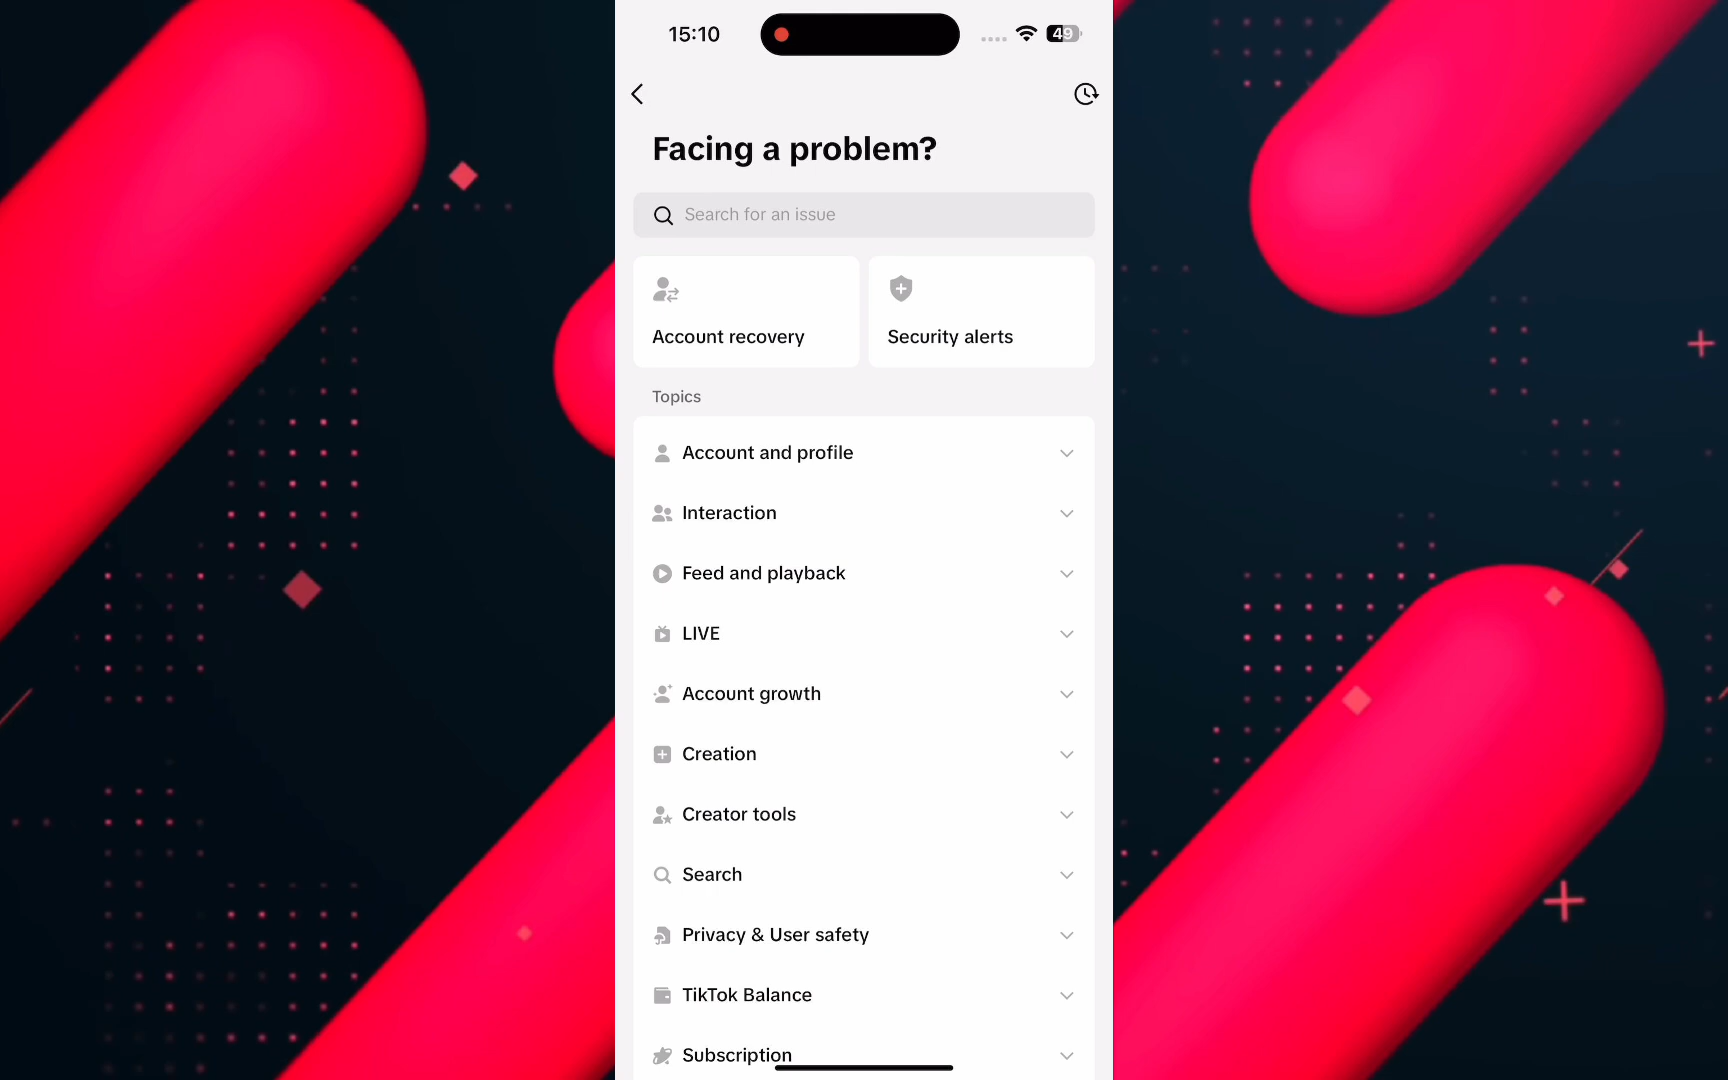 15:10
49
Facing a problem?
Search for an issue
Account recovery
Security alerts
Topics
Account and profile
Interaction
Feed and playback
LIVE
Account growth
Creation
Creator tools
Search
Privacy & User safety
TikTok Balance
Subscription